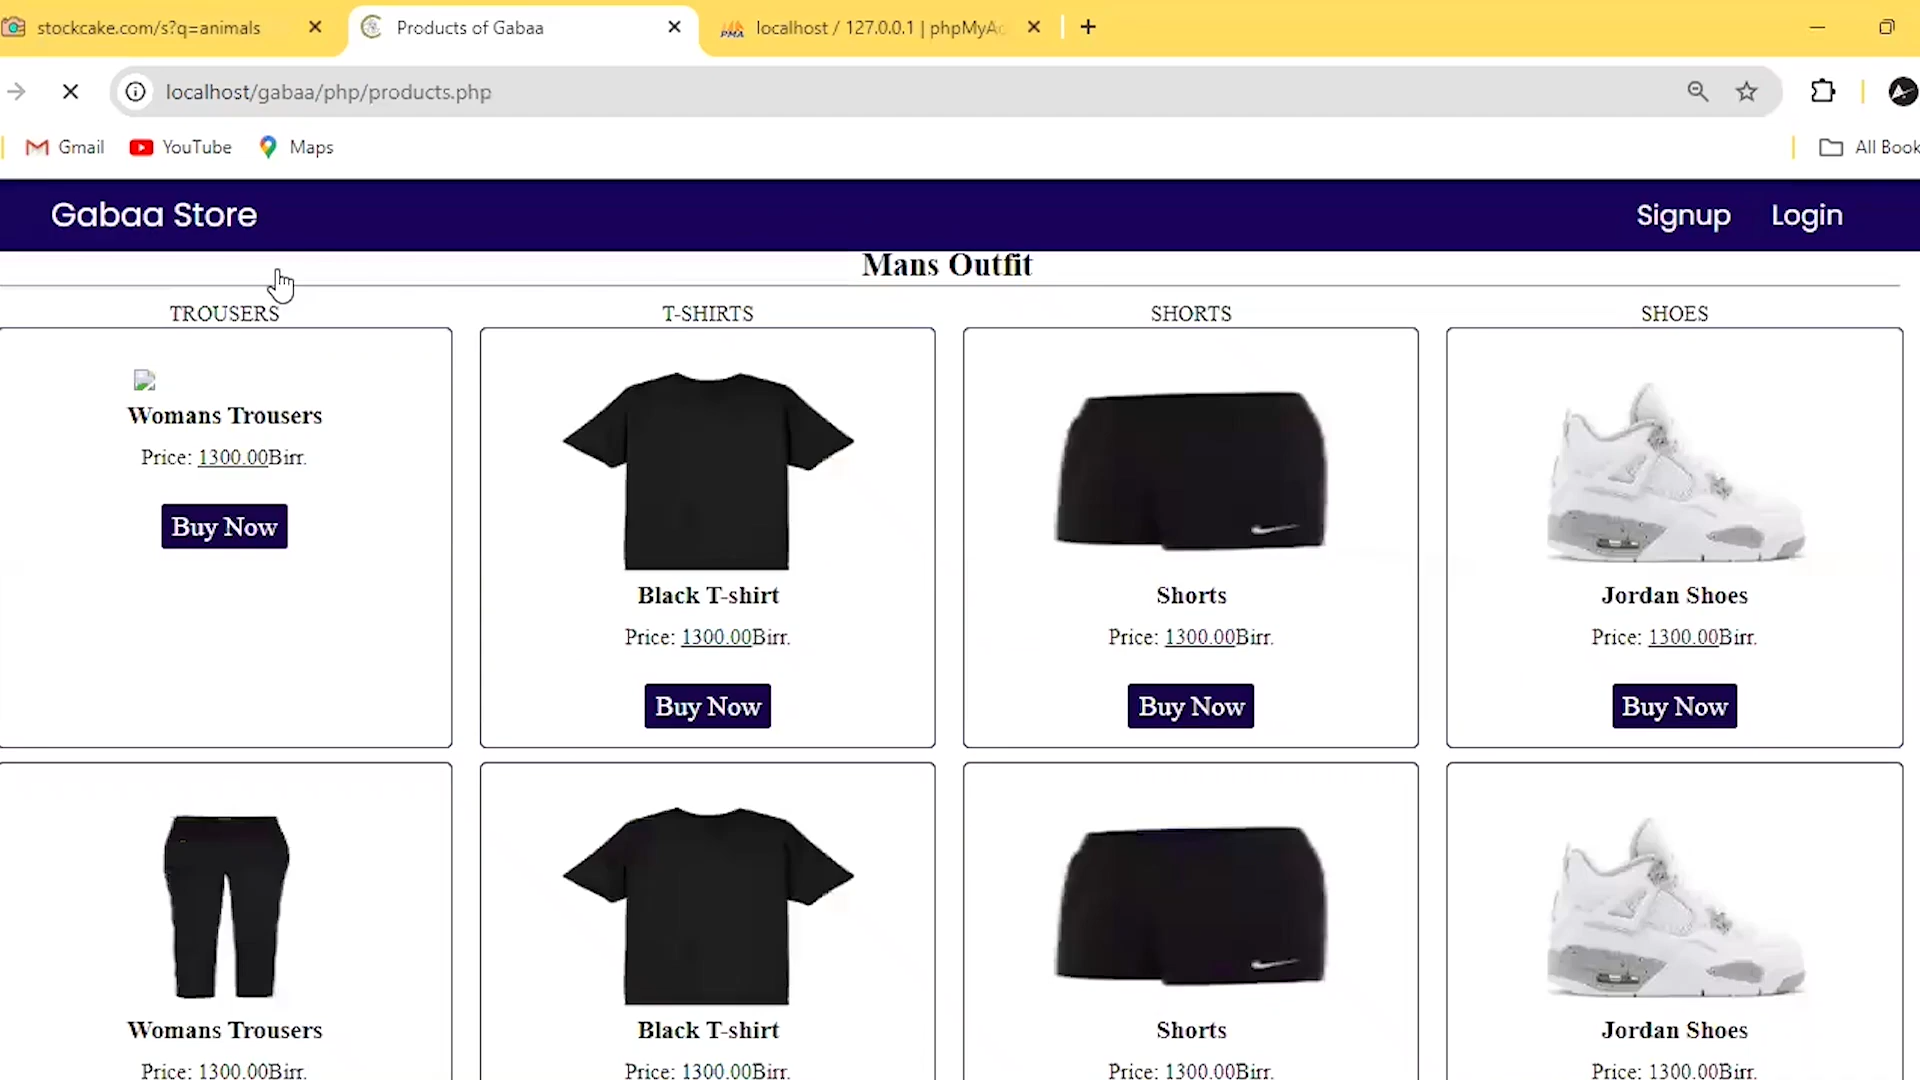 stockcake.com/s?q=animals
Products of Gabaa
localhost / 127.0.0.1 | phpMyAd
localhost/gabaa/php/products.php
Gmail
YouTube
Maps
All Book
Gabaa Store
Signup
Login
Mans Outfit
TROUSERS
T-SHIRTS
SHORTS
SHOES
Womans Trousers
Price: 1300.00Birr.
Buy Now
Black T-shirt
Price: 1300.00Birr.
Buy Now
Shorts
Price: 1300.00Birr.
Buy Now
Jordan Shoes
Price: 1300.00Birr.
Buy Now
Womans Trousers
Price: 1300.00Birr.
Black T-shirt
Price: 1300.00Birr.
Shorts
Price: 1300.00Birr.
Jordan Shoes
Price: 1300.00Birr.